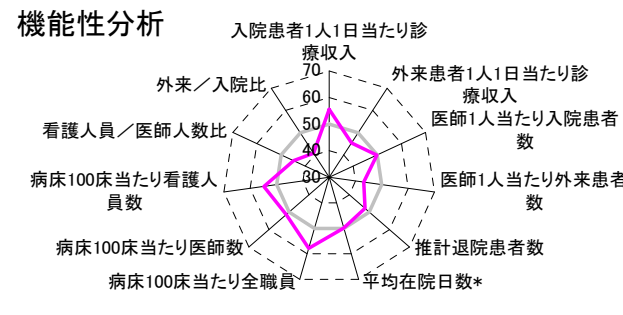 機能性分析
入院患者1人1日当たり診
療収入
外来患者1人1日当たり診
療収入
医師1人当たり入院患者
数
医師1人当たり外来患者
数
推計退院患者数
平均在院日数*
病床100床当たり全職員
病床100床当たり医師数
病床100床当たり看護人
員数
看護人員／医師人数比
外来／入院比
70
60
50
40
30